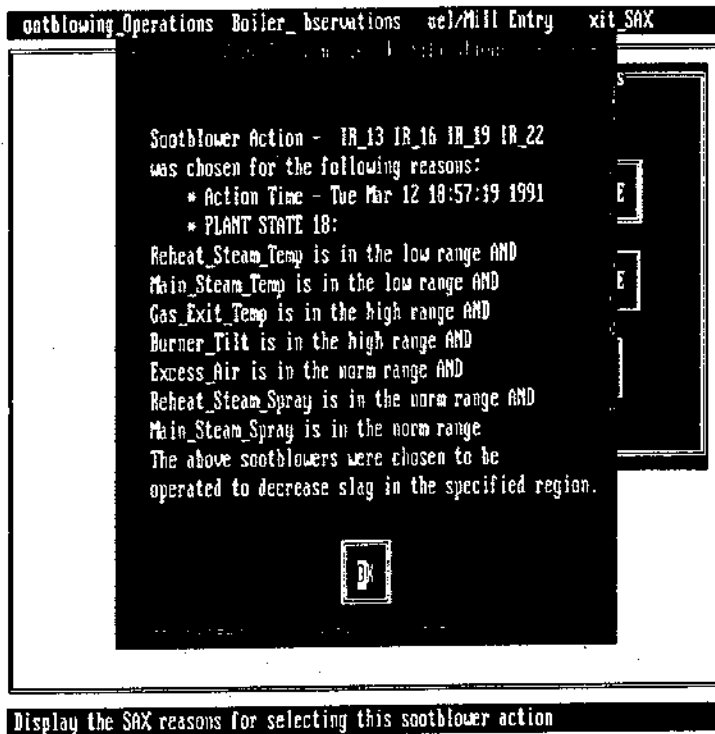 ootblowing_Operations Boiler_ bservations uel/Mill Entry xit_SAX
S
Sootblower Action - IR_13 IR_16 IR_19 IR_22
was chosen for the following reasons:
* Action Time - Tue Mar 12 18:57:19 1991
* PLANT STATE 18:
Reheat_Steam_Temp is in the low range AND
Main_Steam_Temp is in the low range AND
Gas_Exit_Temp is in the high range AND
Burner_Tilt is in the high range AND
Excess_Air is in the norm range AND
Reheat_Steam_Spray is in the norm range AND
Main_Steam_Spray is in the norm range
The above sootblowers were chosen to be
operated to decrease slag in the specified region.
E
E
OK
Display the SAX reasons for selecting this sootblower action